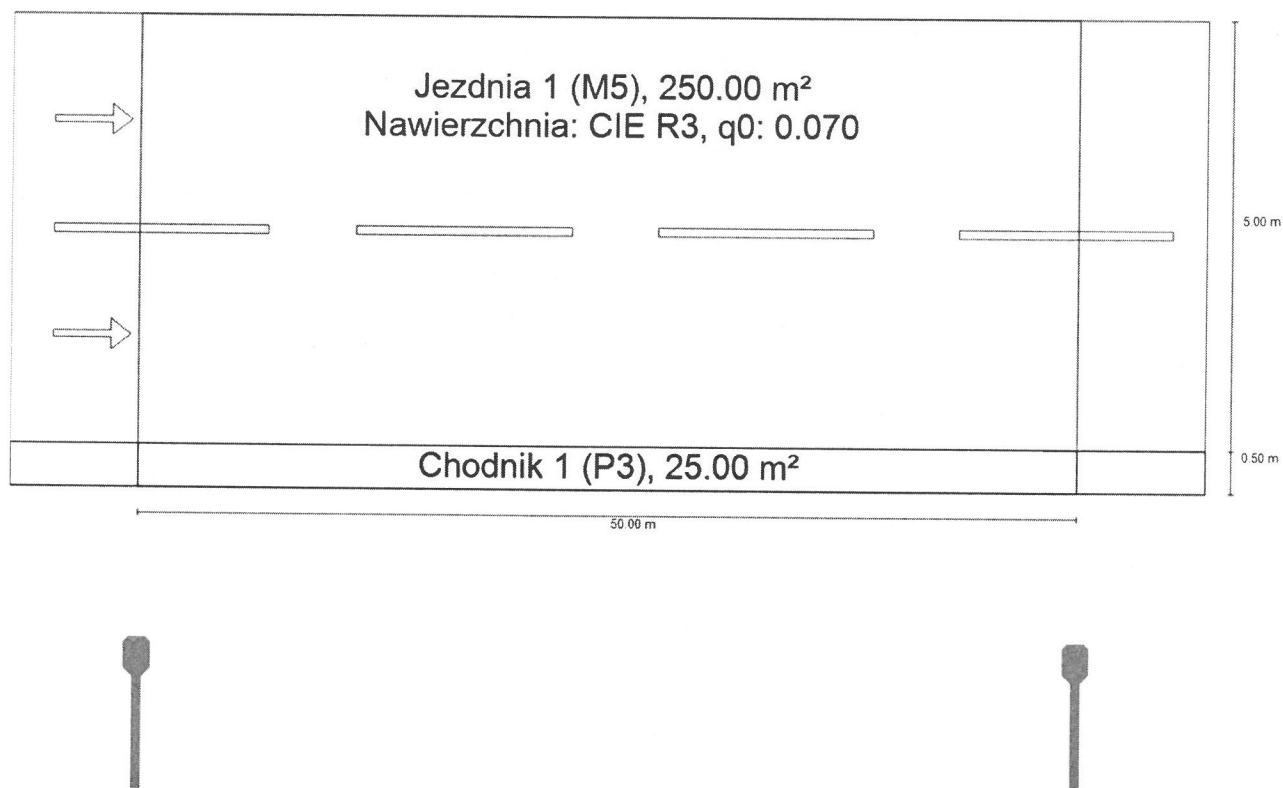 Jezdnia 1 (M5), 250.00 m²
Nawierzchnia: CIE R3, q0: 0.070
5.00 m
Chodnik 1 (P3), 25.00 m²
0.50 m
50.00 m